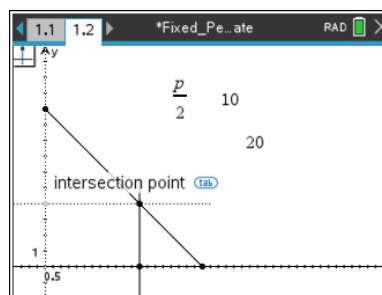 1.1 1.2 *Fixed_Pe…ate RAD
y
p
2
10
20
intersection point tab
1
0.5